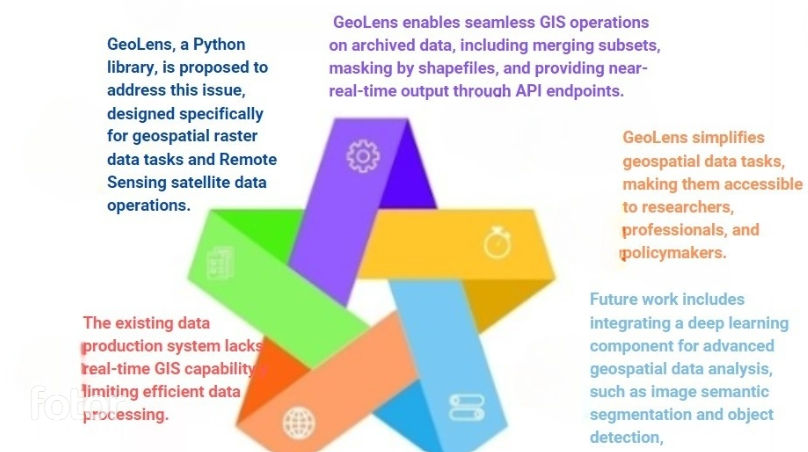 GeoLens, a Python
library, is proposed to
address this issue,
designed specifically
for geospatial raster
data tasks and Remote
Sensing satellite data
operations.
GeoLens enables seamless GIS operations
on archived data, including merging subsets,
masking by shapefiles, and providing near-
real-time output through API endpoints.
GeoLens simplifies
geospatial data tasks,
making them accessible
to researchers,
professionals, and
policymakers.
The existing data
production system lacks
real-time GIS capability,
limiting efficient data
processing.
Future work includes
integrating a deep learning
component for advanced
geospatial data analysis,
such as image semantic
segmentation and object
detection,
fotor